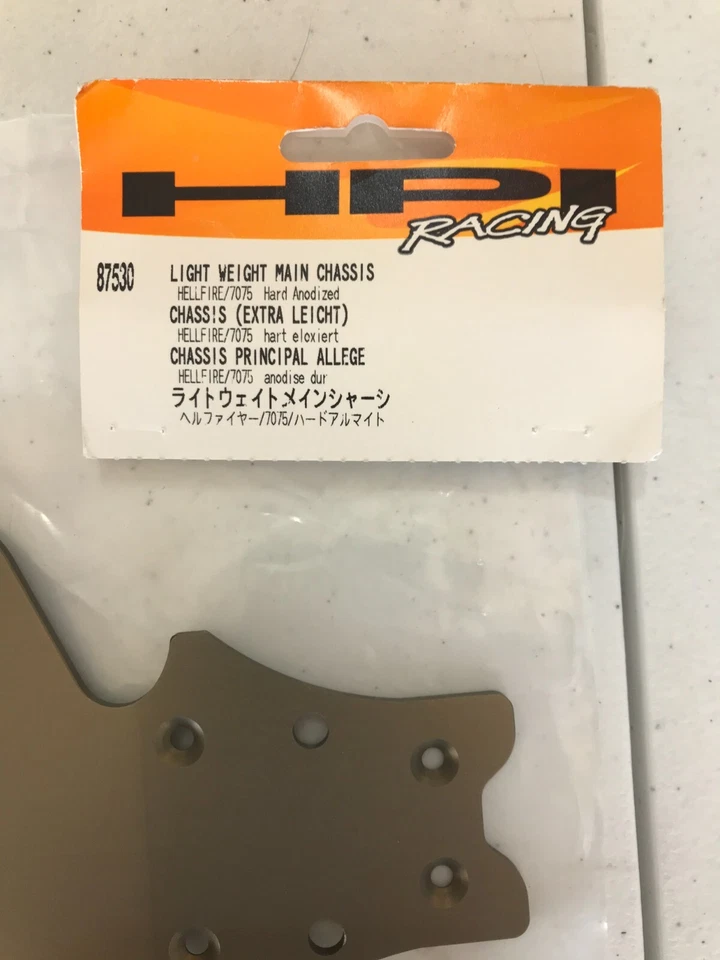 HPI
RACING
87530
LIGHT WEIGHT MAIN CHASSIS
HELLFIRE/7075 Hard Anodized
CHASSIS (EXTRA LEICHT)
HELLFIRE/7075 hart eloxiert
CHASSIS PRINCIPAL ALLEGE
HELLFIRE/7075 anodise dur
ライトウェイトメインシャーシ
ヘルファイヤー/7075/ハードアルマイト